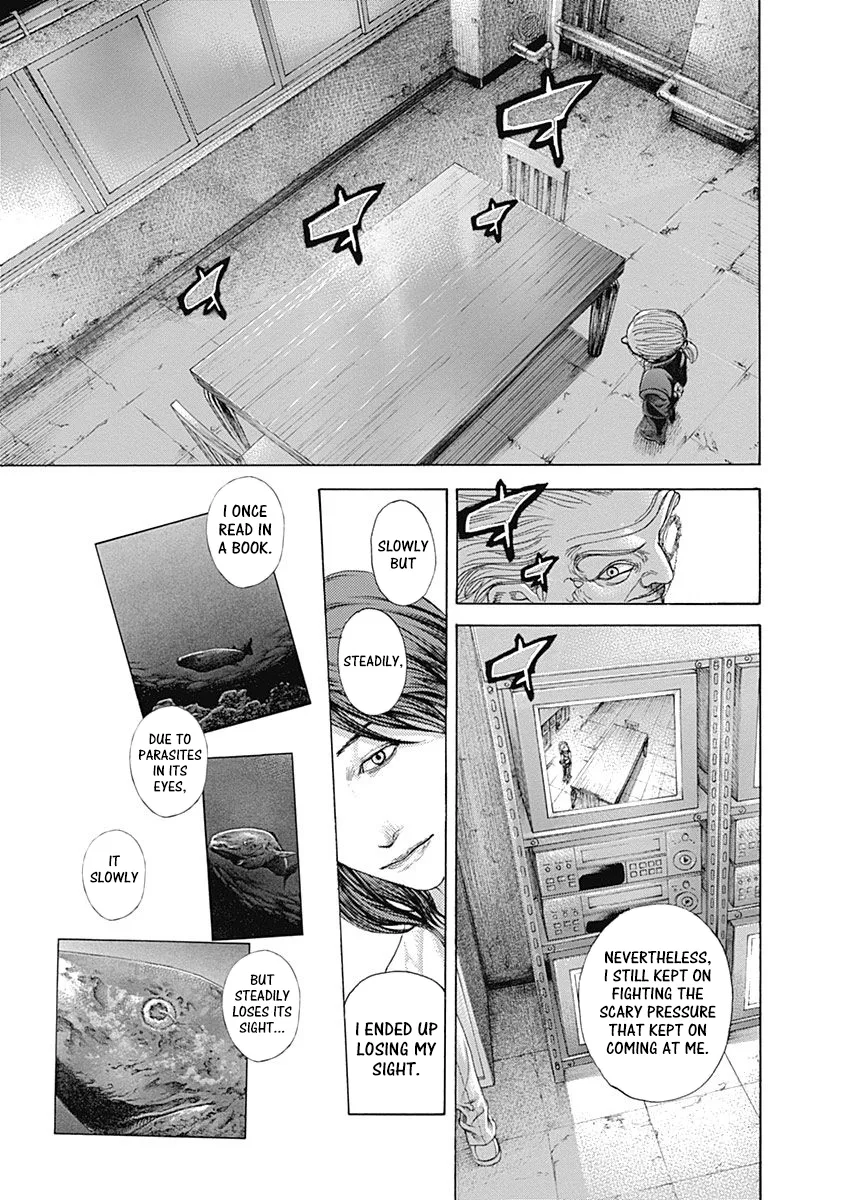 NEVERTHELESS,
I STILL KEPT ON
FIGHTING THE
SCARY PRESSURE
THAT KEPT ON
COMING AT ME.
SLOWLY
BUT
STEADILY,
I ENDED UP
LOSING MY
SIGHT.
I ONCE
READ IN
A BOOK.
DUE TO
PARASITES
IN ITS
EYES,
IT
SLOWLY
BUT
STEADILY
LOSES ITS
SIGHT...